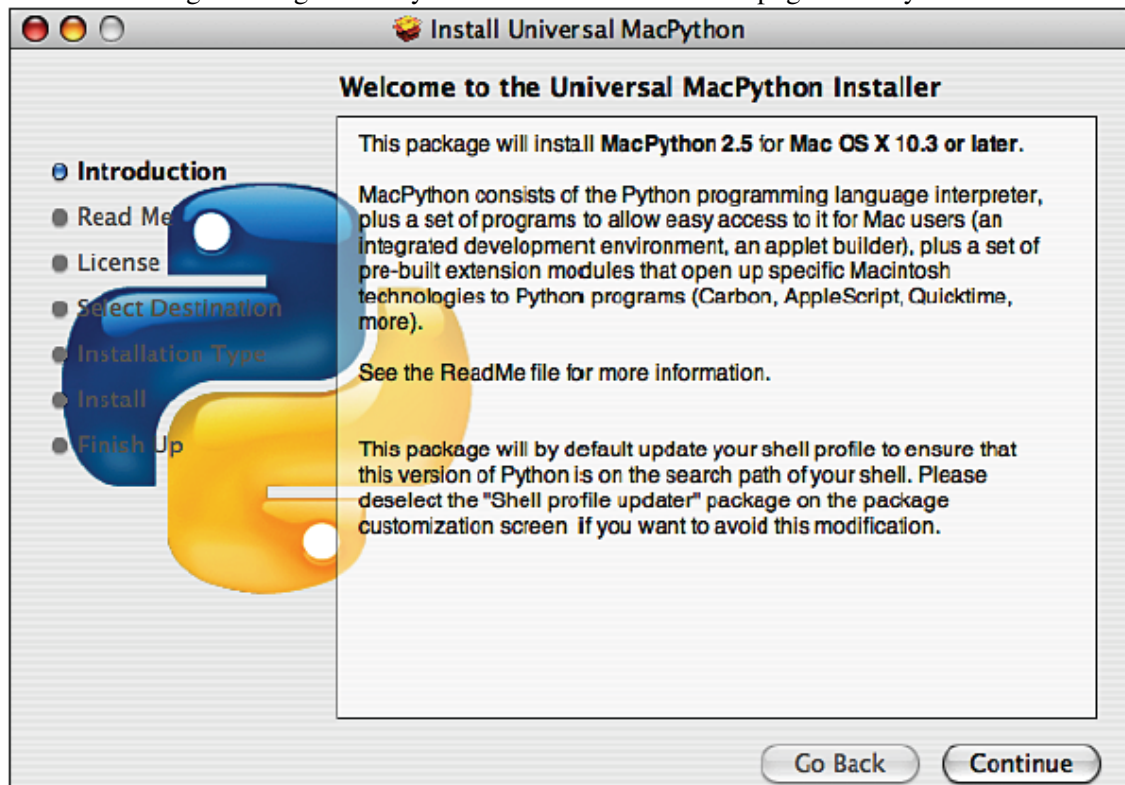 Install Universal MacPython
Welcome to the Universal MacPython Installer
Introduction
Read Me
License
Select Destination
Installation Type
Install
Finish Up
This package will install MacPython 2.5 for Mac OS X 10.3 or later.
MacPython consists of the Python programming language interpreter,
plus a set of programs to allow easy access to it for Mac users (an
integrated development environment, an applet builder), plus a set of
pre-built extension modules that open up specific Macintosh
technologies to Python programs (Carbon, AppleScript, Quicktime,
more).
See the ReadMe file for more information.
This package will by default update your shell profile to ensure that
this version of Python is on the search path of your shell. Please
deselect the "Shell profile updater" package on the package
customization screen if you want to avoid this modification.
Go Back
Continue